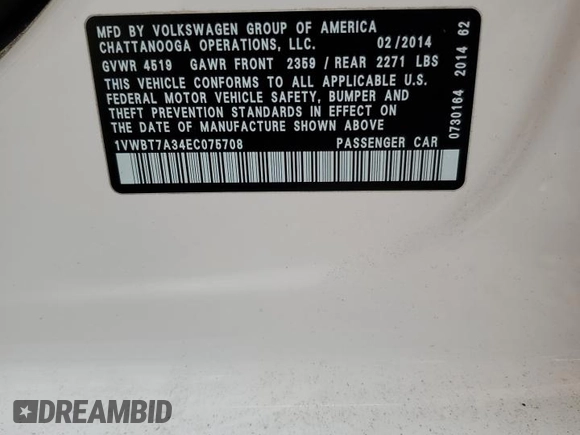 MFD BY VOLKSWAGEN GROUP OF AMERICA
CHATTANOOGA OPERATIONS, LLC. 02/2014
GVWR 4519 GAWR FRONT 2359 / REAR 2271 LBS
THIS VEHICLE CONFORMS TO ALL APPLICABLE U.S.
FEDERAL MOTOR VEHICLE SAFETY, BUMPER AND
THEFT PREVENTION STANDARDS IN EFFECT ON
THE DATE OF MANUFACTURE SHOWN ABOVE
1VWBT7A34EC075708 PASSENGER CAR
0730164 2014 62
DREAMBID